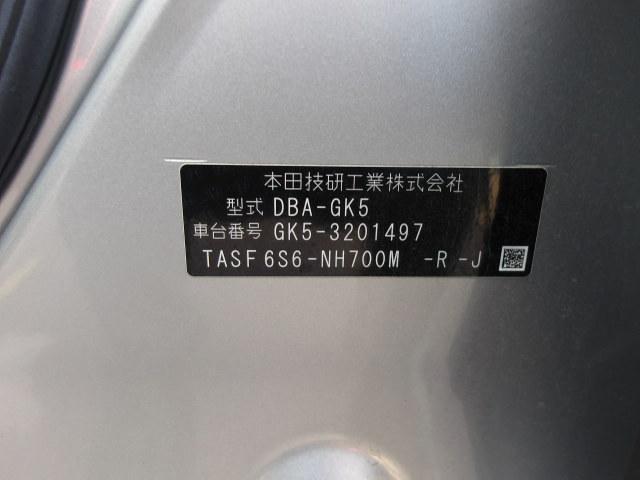 本田技研工業株式会社
型式 DBA-GK5
車台番号 GK5-3201497
TASF 6S6-NH700M -R -J